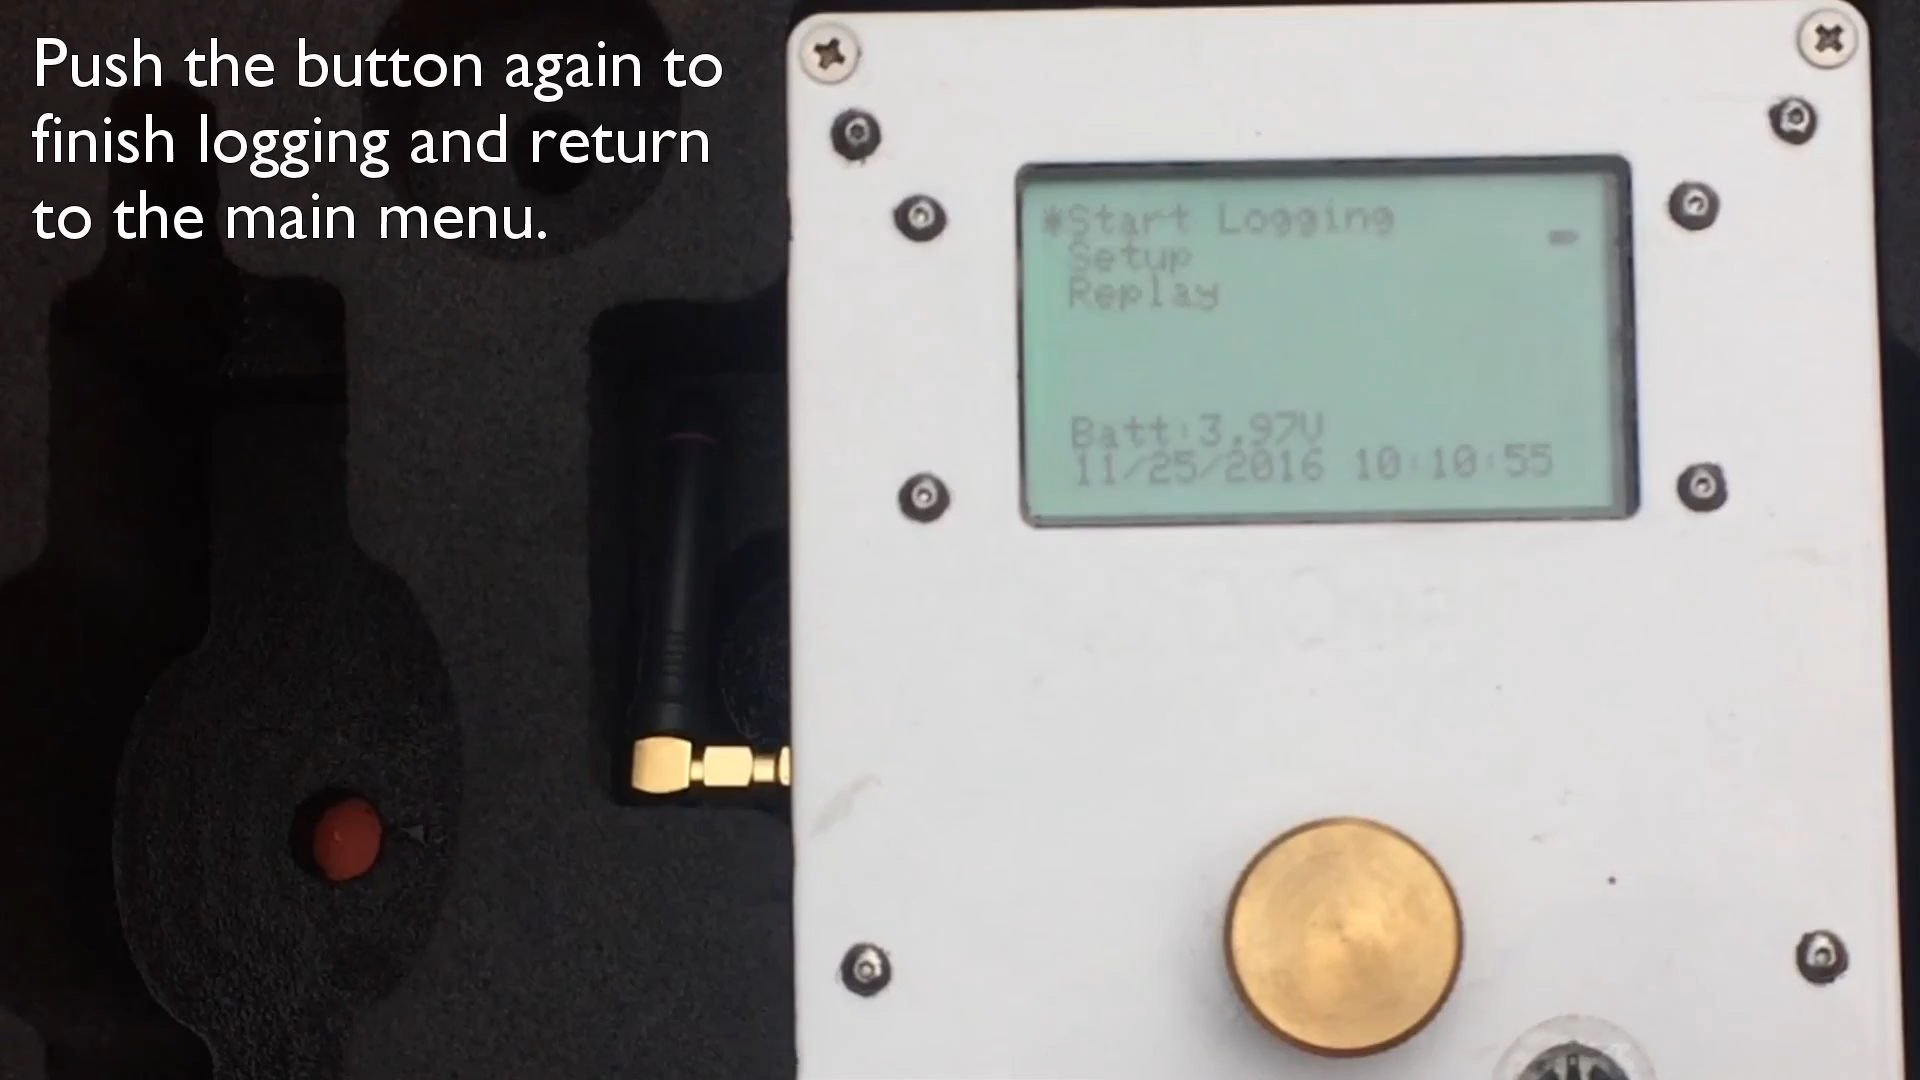 Push the button again to
finish logging and return
to the main menu.
*Start Logging
Setup
Replay
Batt:3.97V
11/25/2016 10:10:55